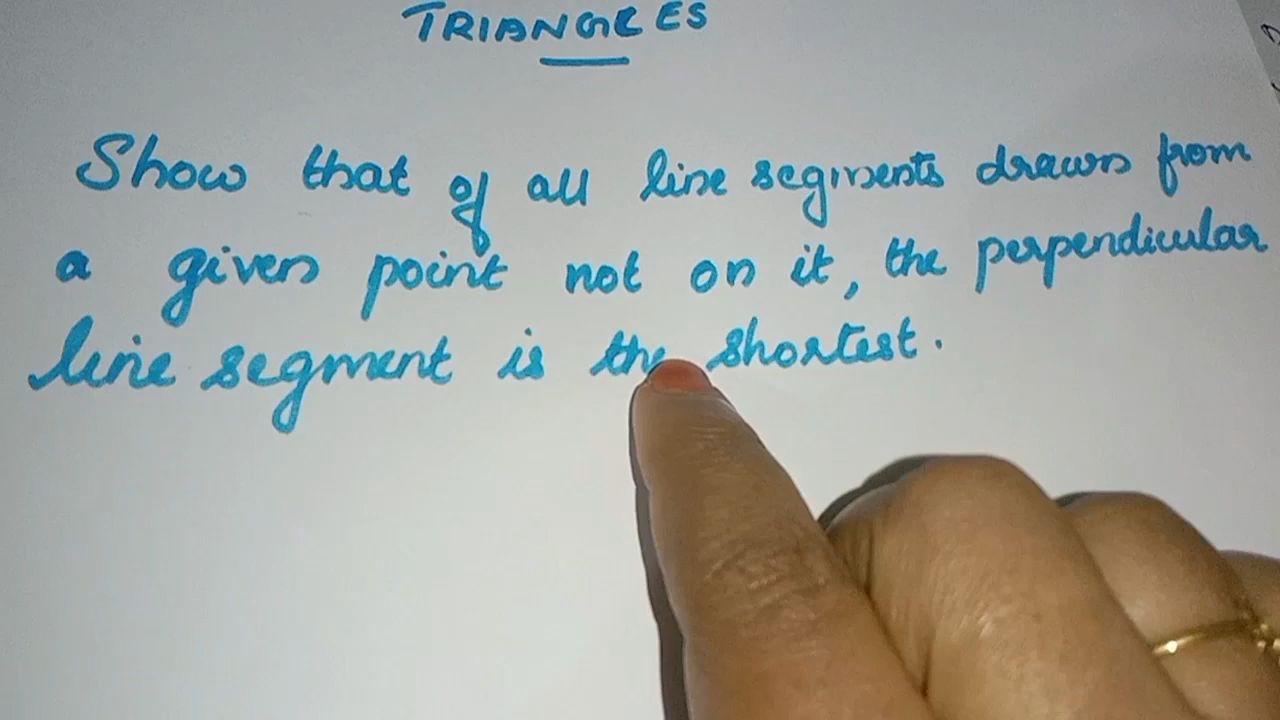 TRIANGLES
Show that of all line segments drawn from
a given point not on it, the perpendicular
line segment is the shortest.